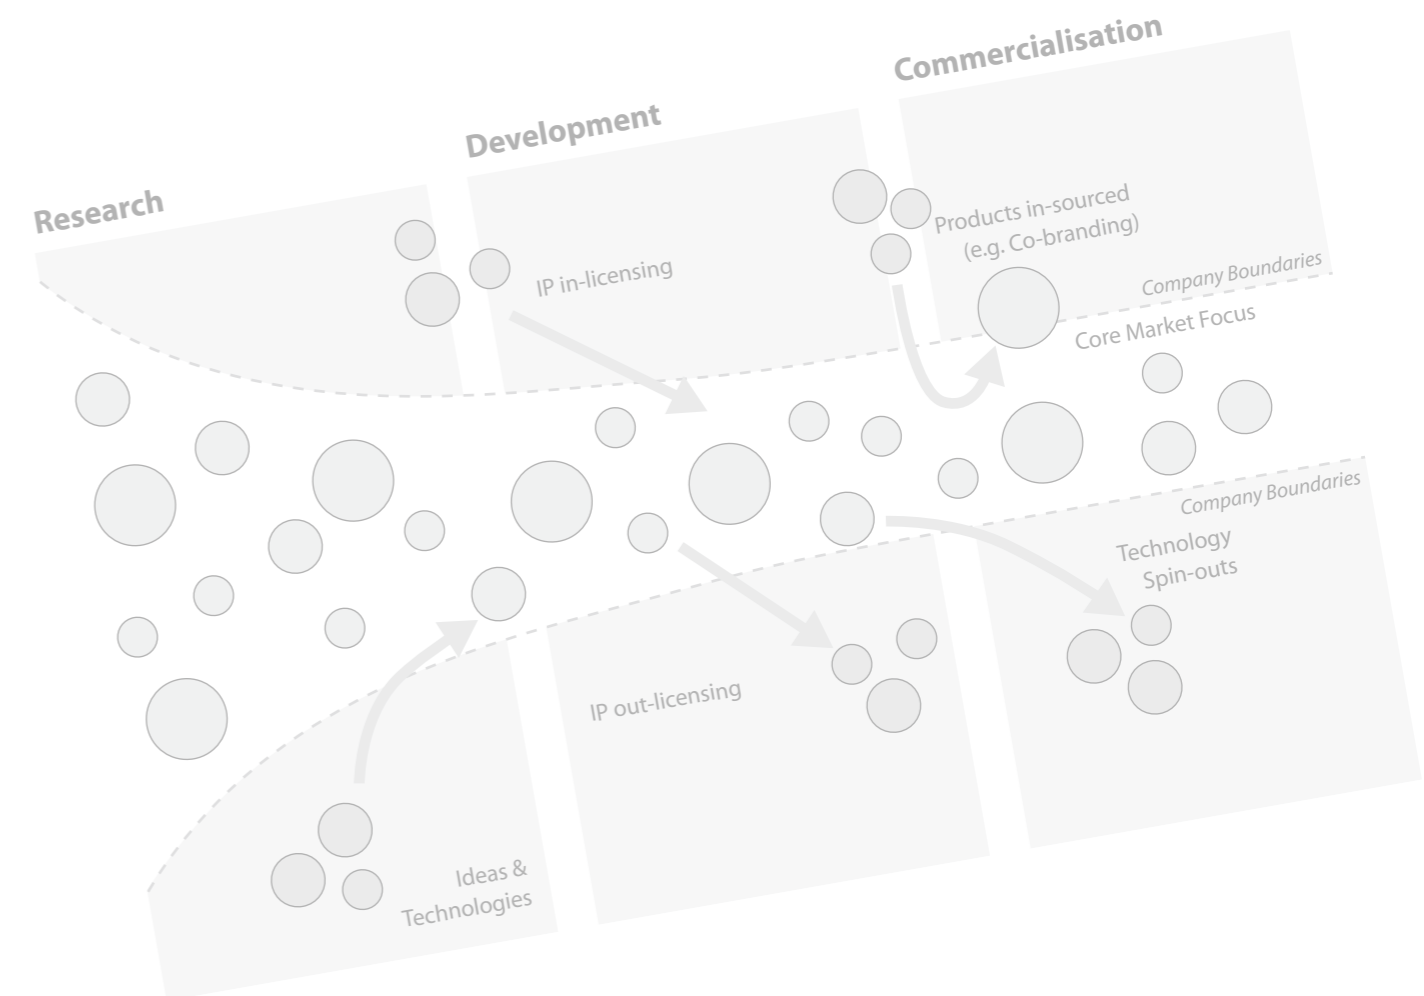 Research
Development
Commercialisation
IP in-licensing
Products in-sourced
(e.g. Co-branding)
Company Boundaries
Core Market Focus
Company Boundaries
Technology
Spin-outs
IP out-licensing
Ideas &
Technologies